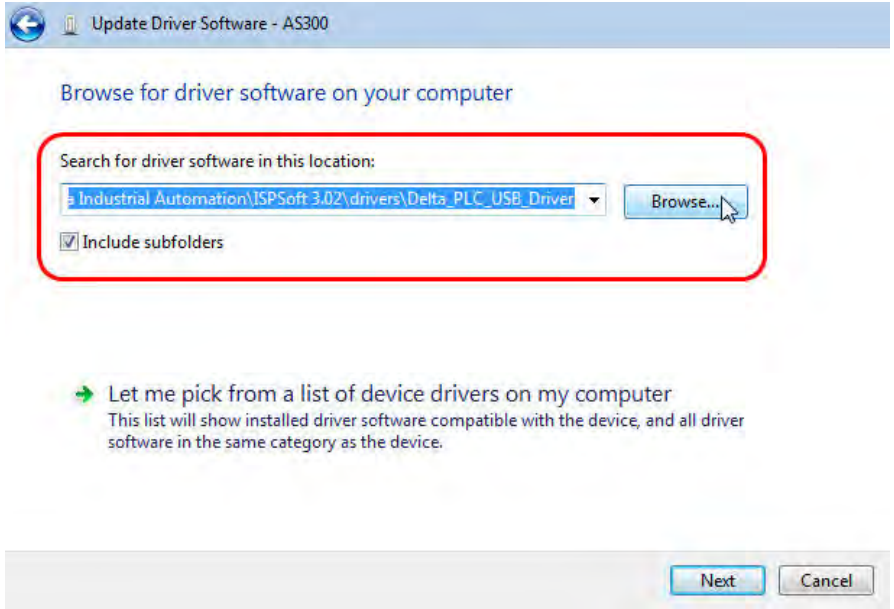 Update Driver Software - AS300
Browse for driver software on your computer
Search for driver software in this location:
a Industrial Automation\ISPSoft 3.02\drivers\Delta_PLC_USB_Driver
Browse...
Include subfolders
Let me pick from a list of device drivers on my computer
This list will show installed driver software compatible with the device, and all driver
software in the same category as the device.
Next
Cancel